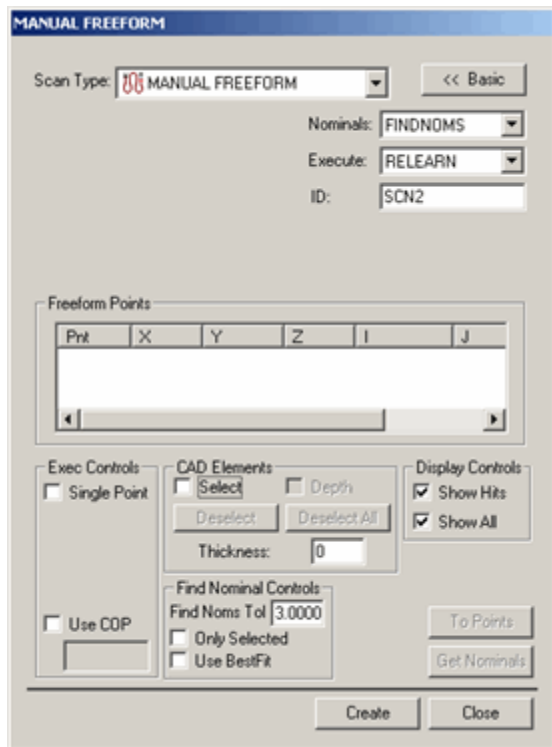 MANUAL FREEFORM
Scan Type: MANUAL FREEFORM << Basic
Nominals: FINDNOMS
Execute: RELEARN
ID: SCN2
Freeform Points
Pnt X Y Z I J
Exec Controls CAD Elements Display Controls
Single Point Select Depth Show Hits
Deselect Deselect All Show All
Thickness: 0
Find Nominal Controls
Use COP Find Noms Tol 3.0000 To Points
Only Selected
Use BestFit Get Nominals
Create Close